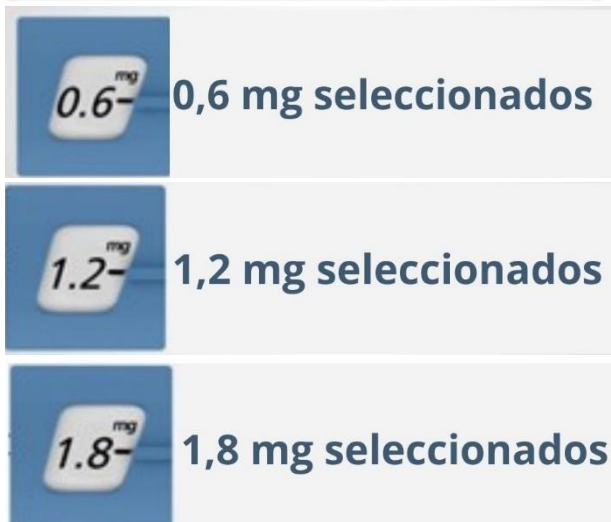 mg
0.6-
0,6 mg seleccionados
mg
1.2-
1,2 mg seleccionados
mg
1.8-
1,8 mg seleccionados